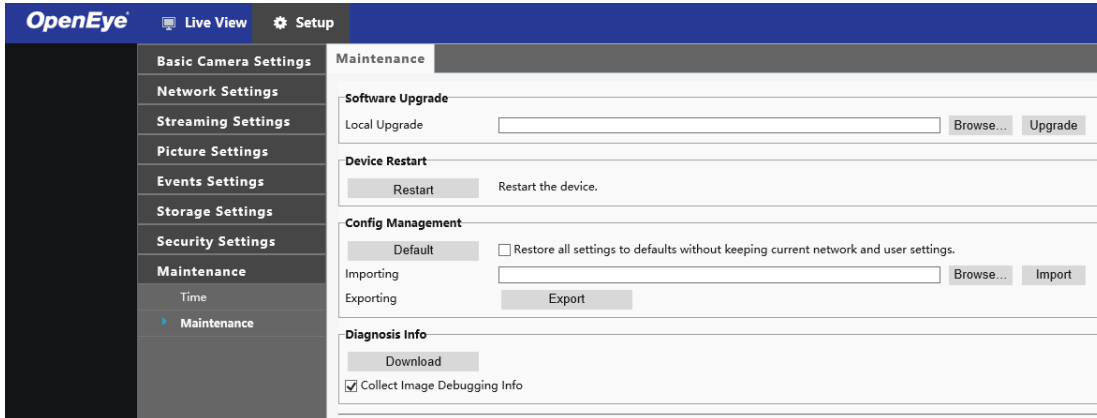 OpenEye Live View Setup
Basic Camera Settings
Network Settings
Streaming Settings
Picture Settings
Events Settings
Storage Settings
Security Settings
Maintenance
Time
Maintenance
Maintenance
Software Upgrade
Local Upgrade Browse... Upgrade
Device Restart
Restart Restart the device.
Config Management
Default Restore all settings to defaults without keeping current network and user settings.
Importing Browse... Import
Exporting Export
Diagnosis Info
Download
Collect Image Debugging Info